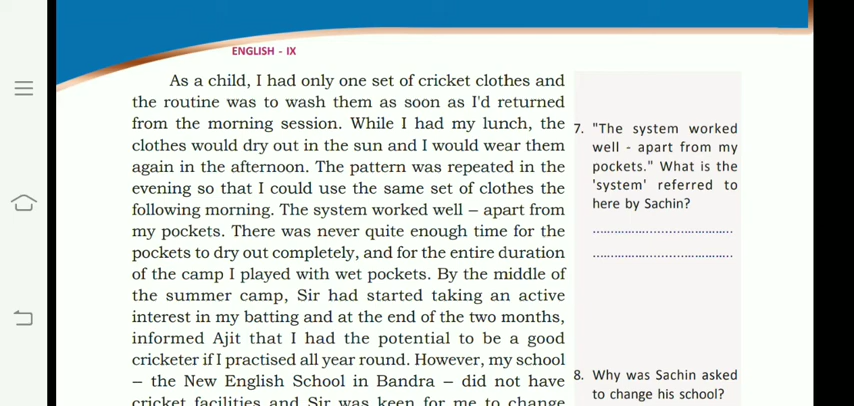 ENGLISH - IX
As a child, I had only one set of cricket clothes and
the routine was to wash them as soon as I'd returned
from the morning session. While I had my lunch, the
clothes would dry out in the sun and I would wear them
again in the afternoon. The pattern was repeated in the
evening so that I could use the same set of clothes the
following morning. The system worked well – apart from
my pockets. There was never quite enough time for the
pockets to dry out completely, and for the entire duration
of the camp I played with wet pockets. By the middle of
the summer camp, Sir had started taking an active
interest in my batting and at the end of the two months,
informed Ajit that I had the potential to be a good
cricketer if I practised all year round. However, my school
– the New English School in Bandra – did not have
cricket facilities and Sir was keen for me to change
7. "The system worked
well - apart from my
pockets." What is the
'system' referred to
here by Sachin?
.......................................
.......................................
8. Why was Sachin asked
to change his school?